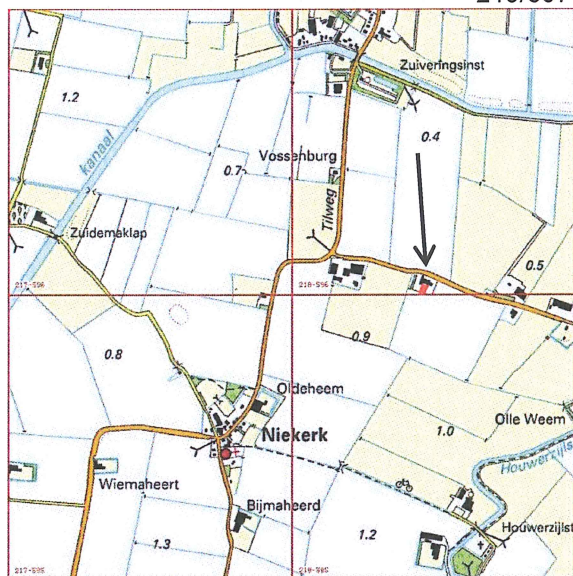 Zuiveringsinst
1.2
kanaal
0.4
Vossenburg
0.7
Tilweg
Zuidemaklap
0.5
217-596
218-596
0.9
0.8
Oldeheem
Niekerk
1.0
Olle Weem
Houwerzijls
Wiemaheert
Bijmaheerd
1.2
Houwerzijlst
1.3
217-595
218-595